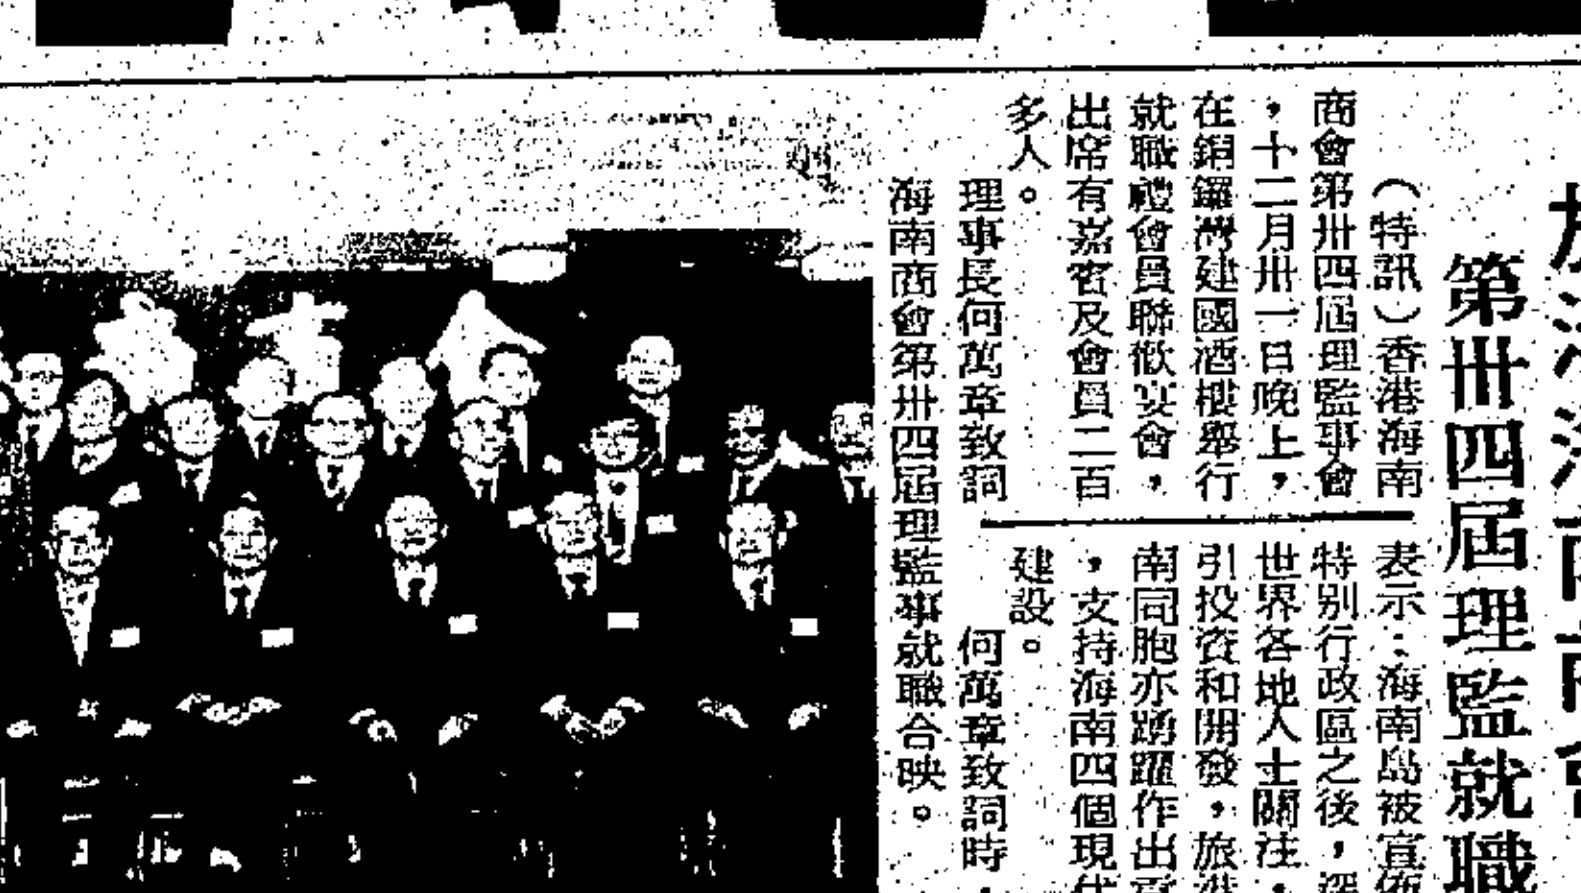 第卅四屆理監就職
（特訊）香港海南
商會第卅四屆理監事會
，十二月卅一日晚上，
在銅鑼灣建國酒樓舉行
就職禮會員聯歡宴會，
出席有嘉賓及會員二百
多人。
理事長何萬章致詞
表示：海南島被宣佈
特别行政區之後，
世界各地人士關注，
引投資和開發，旅港
南同胞亦踴躍作出
，支持海南四個現代
建設。
何萬章致詞時，
海南商會第卅四屆理監事就職合映。